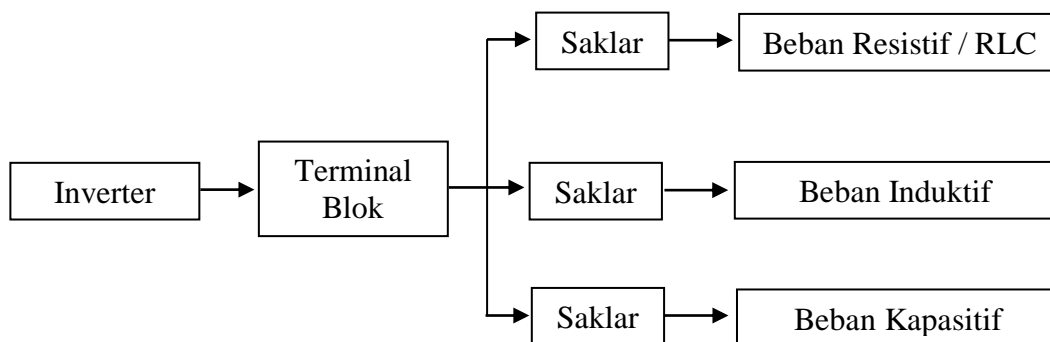 Saklar
Beban Resistif / RLC
Inverter
Terminal
Blok
Saklar
Beban Induktif
Saklar
Beban Kapasitif